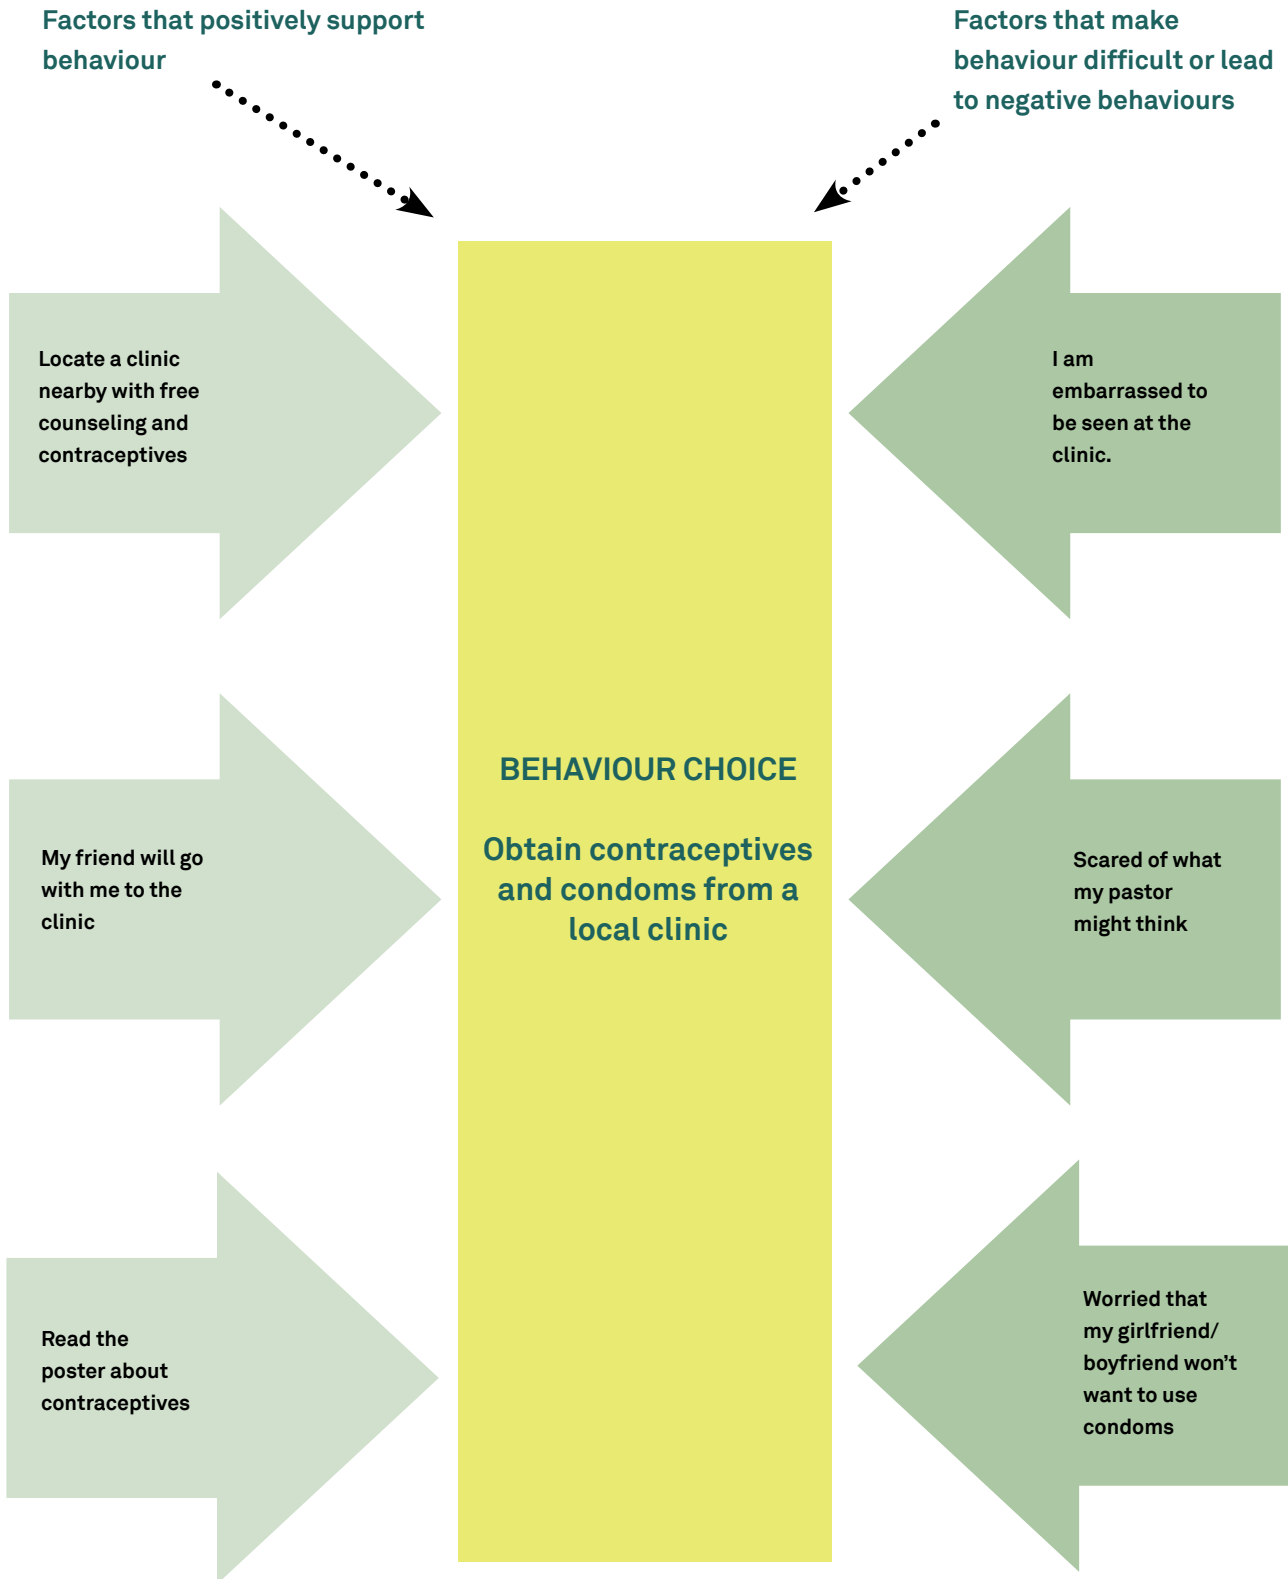 Factors that positively support
behaviour
Factors that make
behaviour difficult or lead
to negative behaviours
Locate a clinic
nearby with free
counseling and
contraceptives
I am
embarrassed to
be seen at the
clinic.
BEHAVIOUR CHOICE
Obtain contraceptives
and condoms from a
local clinic
My friend will go
with me to the
clinic
Scared of what
my pastor
might think
Read the
poster about
contraceptives
Worried that
my girlfriend/
boyfriend won’t
want to use
condoms